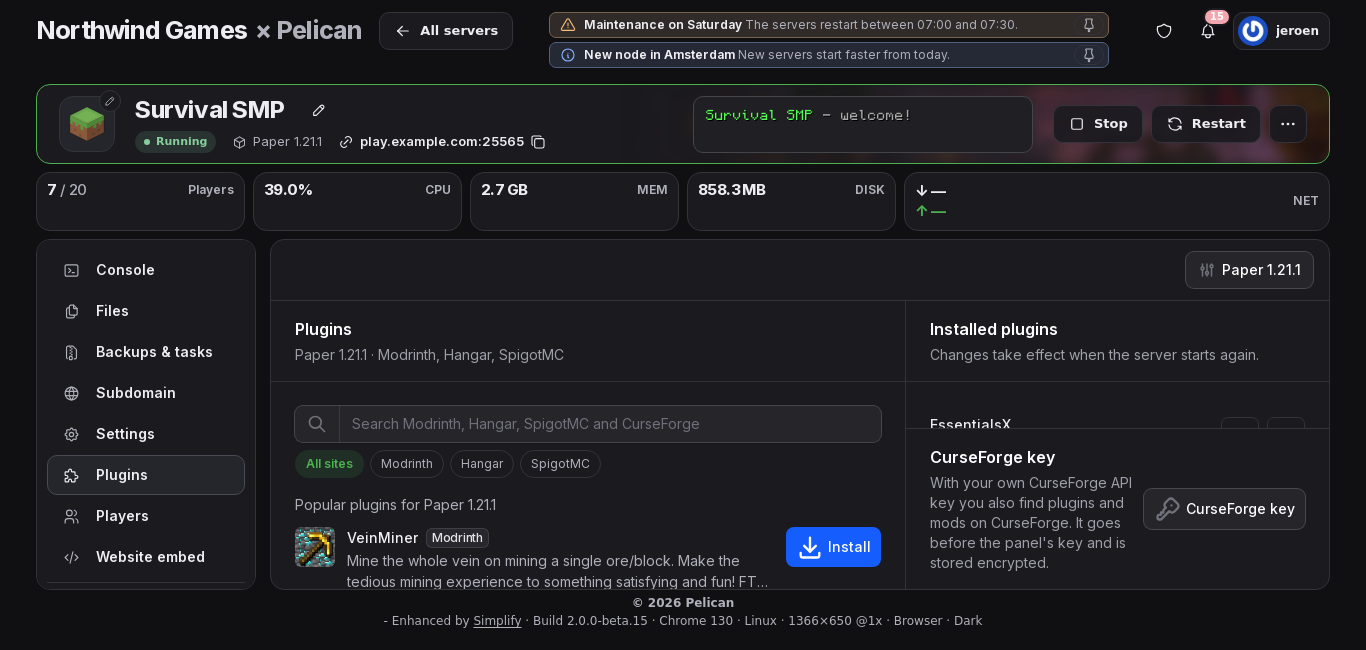 Northwind Games × Pelican
All servers
Maintenance on Saturday The servers restart between 07:00 and 07:30.
New node in Amsterdam New servers start faster from today.
15
jeroen
Survival SMP
Running
Paper 1.21.1
play.example.com:25565
Survival SMP - welcome!
Stop
Restart
7 / 20 Players
39.0% CPU
2.7 GB MEM
858.3 MB DISK
↓ —
↑ —
NET
Console
Files
Backups & tasks
Subdomain
Settings
Plugins
Players
Website embed
Paper 1.21.1
Plugins
Paper 1.21.1 · Modrinth, Hangar, SpigotMC
Search Modrinth, Hangar, SpigotMC and CurseForge
All sites Modrinth Hangar SpigotMC
Popular plugins for Paper 1.21.1
VeinMiner Modrinth
Mine the whole vein on mining a single ore/block. Make the
tedious mining experience to something satisfying and fun! FT…
Install
Installed plugins
Changes take effect when the server starts again.
EssentialsX
CurseForge key
With your own CurseForge API
key you also find plugins and
mods on CurseForge. It goes
before the panel's key and is
stored encrypted.
CurseForge key
© 2026 Pelican
- Enhanced by Simplify · Build 2.0.0-beta.15 · Chrome 130 · Linux · 1366×650 @1x · Browser · Dark